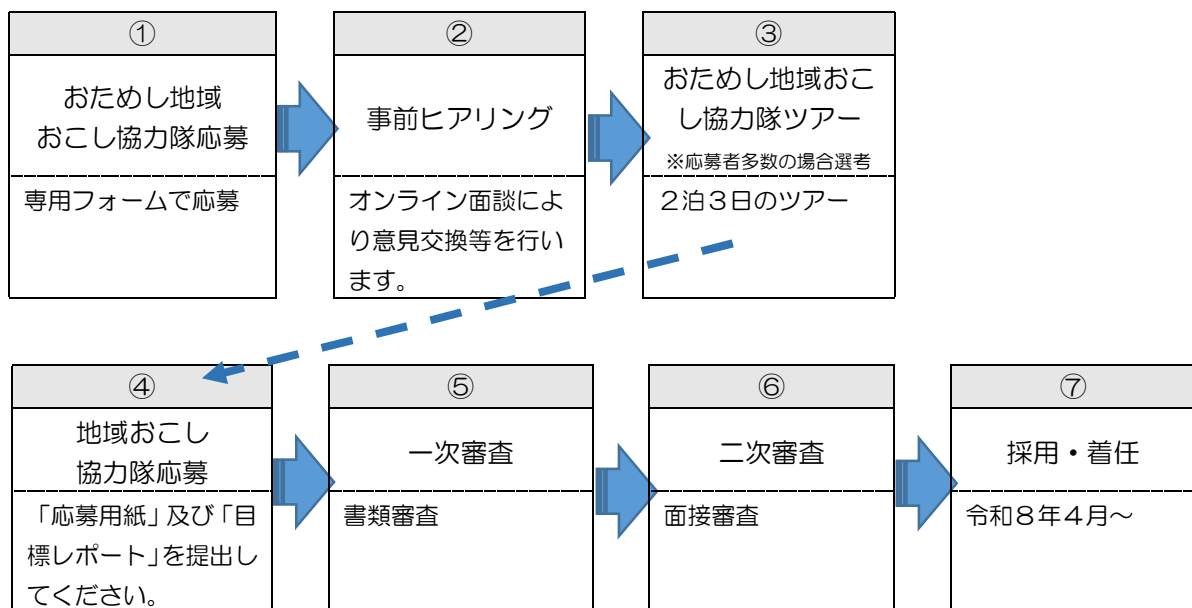 ①
おためし地域
おこし協力隊応募
専用フォームで応募
②
事前ヒアリング
オンライン面談によ
り意見交換等を行い
ます。
③
おためし地域おこ
し協力隊ツアー
※応募者多数の場合選考
２泊３日のツアー
④
地域おこし
協力隊応募
「応募用紙」及び「目
標レポート」を提出し
てください。
⑤
一次審査
書類審査
⑥
二次審査
面接審査
⑦
採用・着任
令和８年４月～